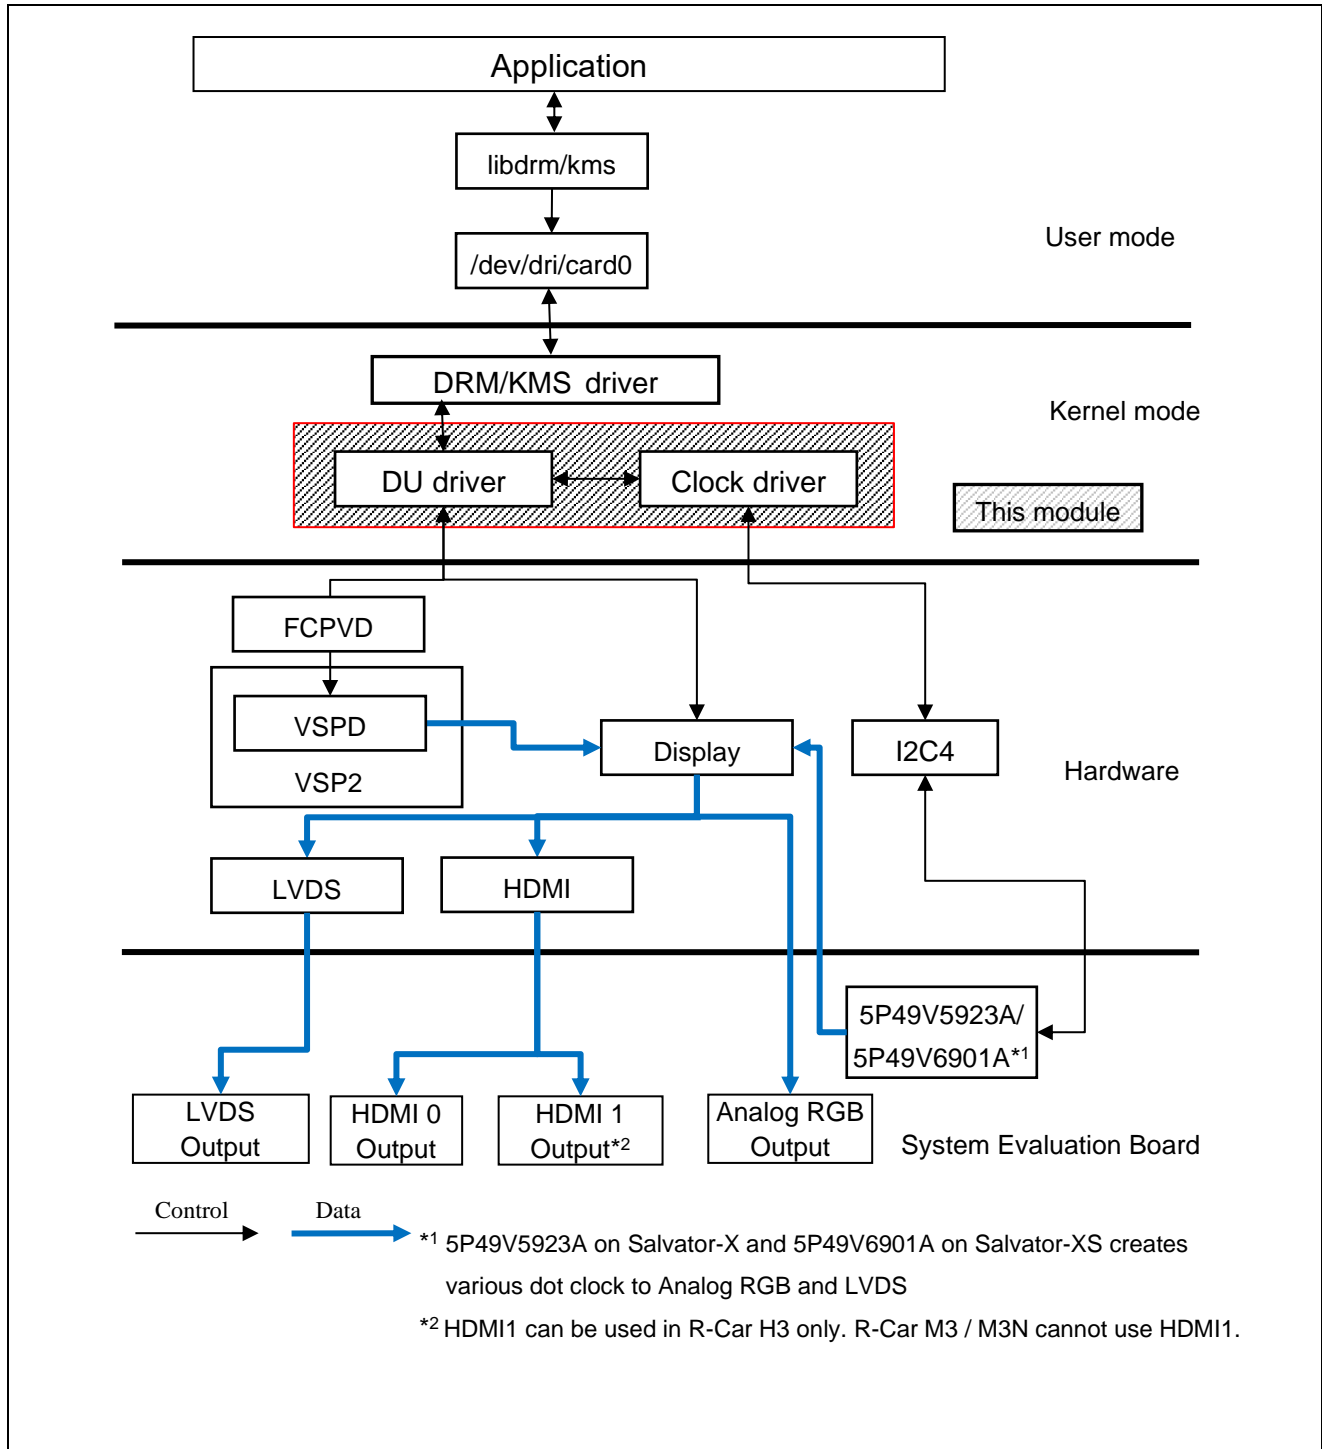 Application
libdrm/kms
/dev/dri/card0
User mode
DRM/KMS driver
Kernel mode
DU driver
Clock driver
This module
FCPVD
VSPD
VSP2
Display
I2C4
Hardware
LVDS
HDMI
5P49V5923A/
5P49V6901A*1
LVDS
Output
HDMI 0
Output
HDMI 1
Output*2
Analog RGB
Output
System Evaluation Board
Control
Data
*1 5P49V5923A on Salvator-X and 5P49V6901A on Salvator-XS creates
various dot clock to Analog RGB and LVDS
*2 HDMI1 can be used in R-Car H3 only. R-Car M3 / M3N cannot use HDMI1.